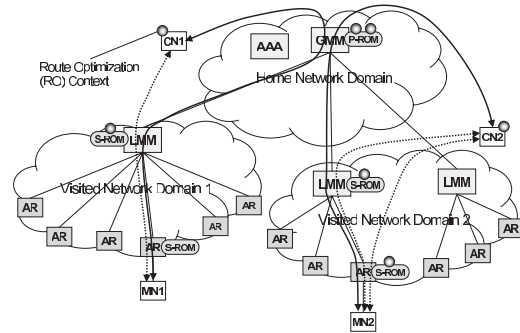 CN1
AAA
GMM
P-ROM
Route Optimization
(RO) Context
Home Network Domain
S-ROM
LMM
CN2
Visited Network Domain 1
LMM
S-ROM
LMM
AR
AR
AR
AR
AR
AR
S-ROM
Visited Network Domain 2
AR
AR
AR
S-ROM
AR
AR
AR
MN1
MN2